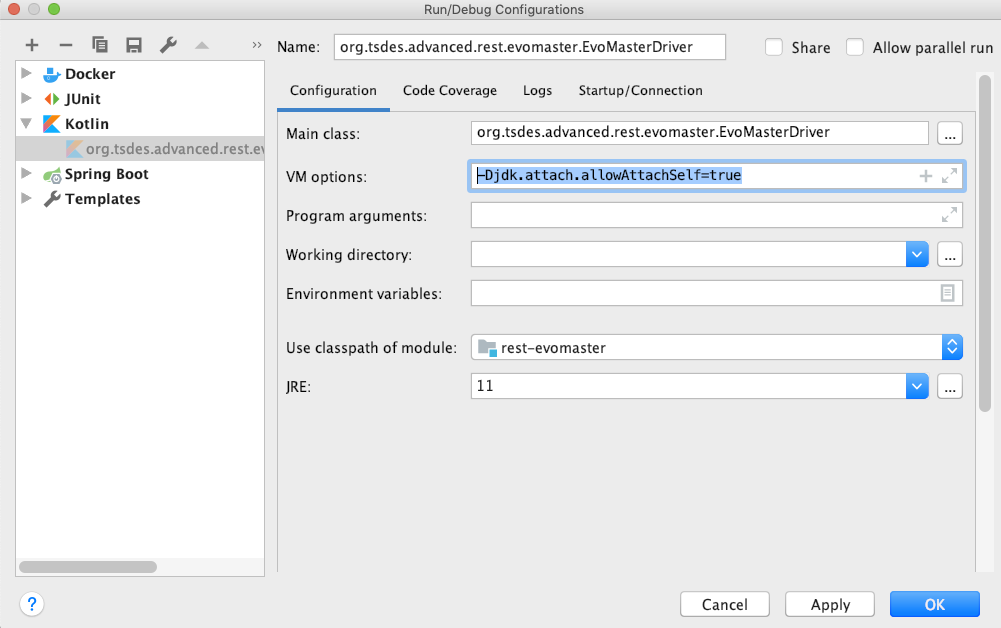 Run/Debug Configurations
Name: org.tsdes.advanced.rest.evomaster.EvoMasterDriver
Share
Allow parallel run
Docker
JUnit
Kotlin
org.tsdes.advanced.rest.ev
Spring Boot
Templates
Configuration Code Coverage Logs Startup/Connection
Main class: org.tsdes.advanced.rest.evomaster.EvoMasterDriver ...
VM options: -Djdk.attach.allowAttachSelf=true
Program arguments:
Working directory: ...
Environment variables:
Use classpath of module: rest-evomaster
JRE: 11 ...
? Cancel Apply OK